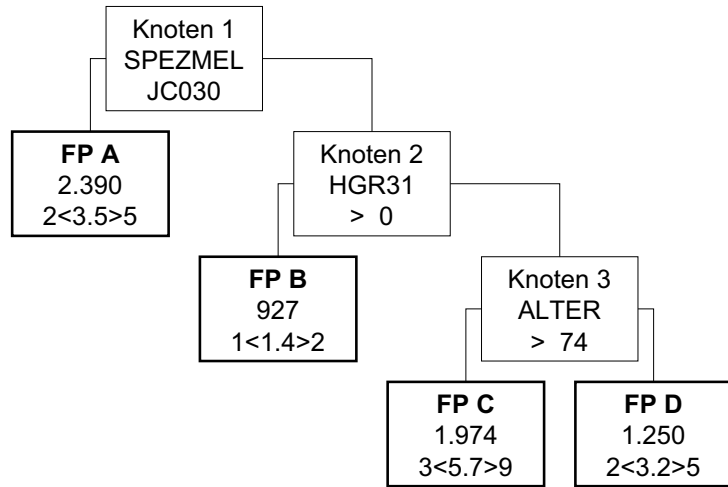 Knoten 1
SPEZMEL
JC030
FP A
2.390
2<3.5>5
Knoten 2
HGR31
> 0
FP B
927
1<1.4>2
Knoten 3
ALTER
> 74
FP C
1.974
3<5.7>9
FP D
1.250
2<3.2>5